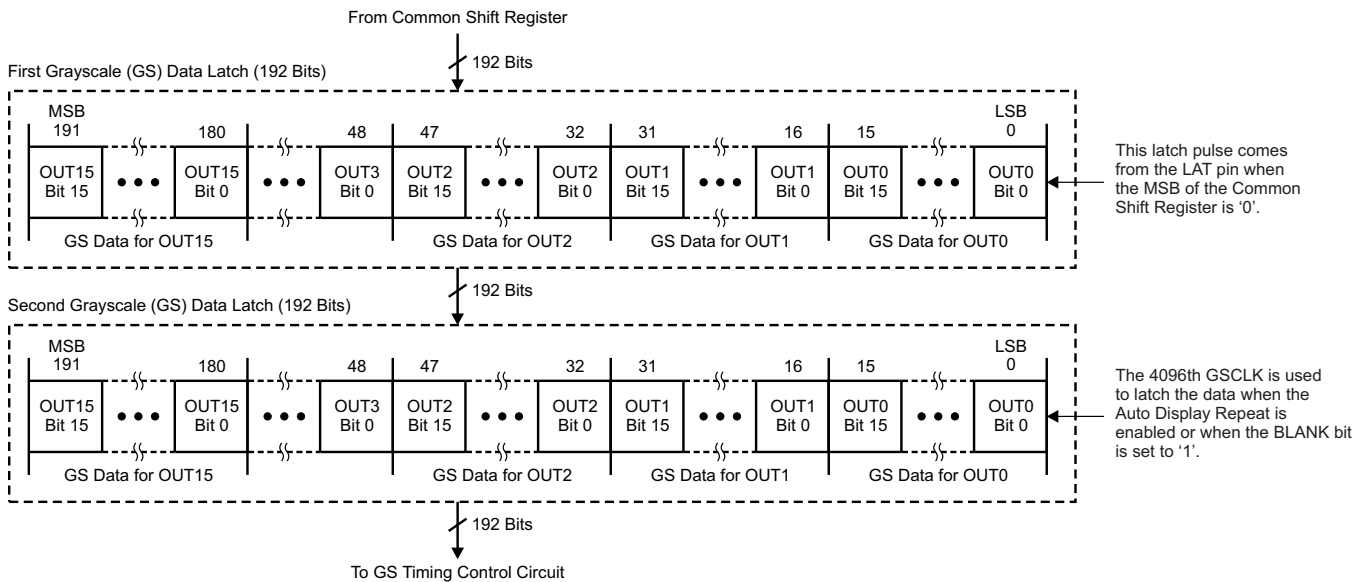 From Common Shift Register
192 Bits
First Grayscale (GS) Data Latch (192 Bits)
MSB
191 180 48 47 32 31 16 15 LSB
0
OUT15
Bit 15
OUT15
Bit 0
OUT3
Bit 0
OUT2
Bit 15
OUT2
Bit 0
OUT1
Bit 15
OUT1
Bit 0
OUT0
Bit 15
OUT0
Bit 0
GS Data for OUT15
GS Data for OUT2
GS Data for OUT1
GS Data for OUT0
This latch pulse comes
from the LAT pin when
the MSB of the Common
Shift Register is ‘0’.
192 Bits
Second Grayscale (GS) Data Latch (192 Bits)
MSB
191 180 48 47 32 31 16 15 LSB
0
OUT15
Bit 15
OUT15
Bit 0
OUT3
Bit 0
OUT2
Bit 15
OUT2
Bit 0
OUT1
Bit 15
OUT1
Bit 0
OUT0
Bit 15
OUT0
Bit 0
GS Data for OUT15
GS Data for OUT2
GS Data for OUT1
GS Data for OUT0
The 4096th GSCLK is used
to latch the data when the
Auto Display Repeat is
enabled or when the BLANK bit
is set to ‘1’.
192 Bits
To GS Timing Control Circuit